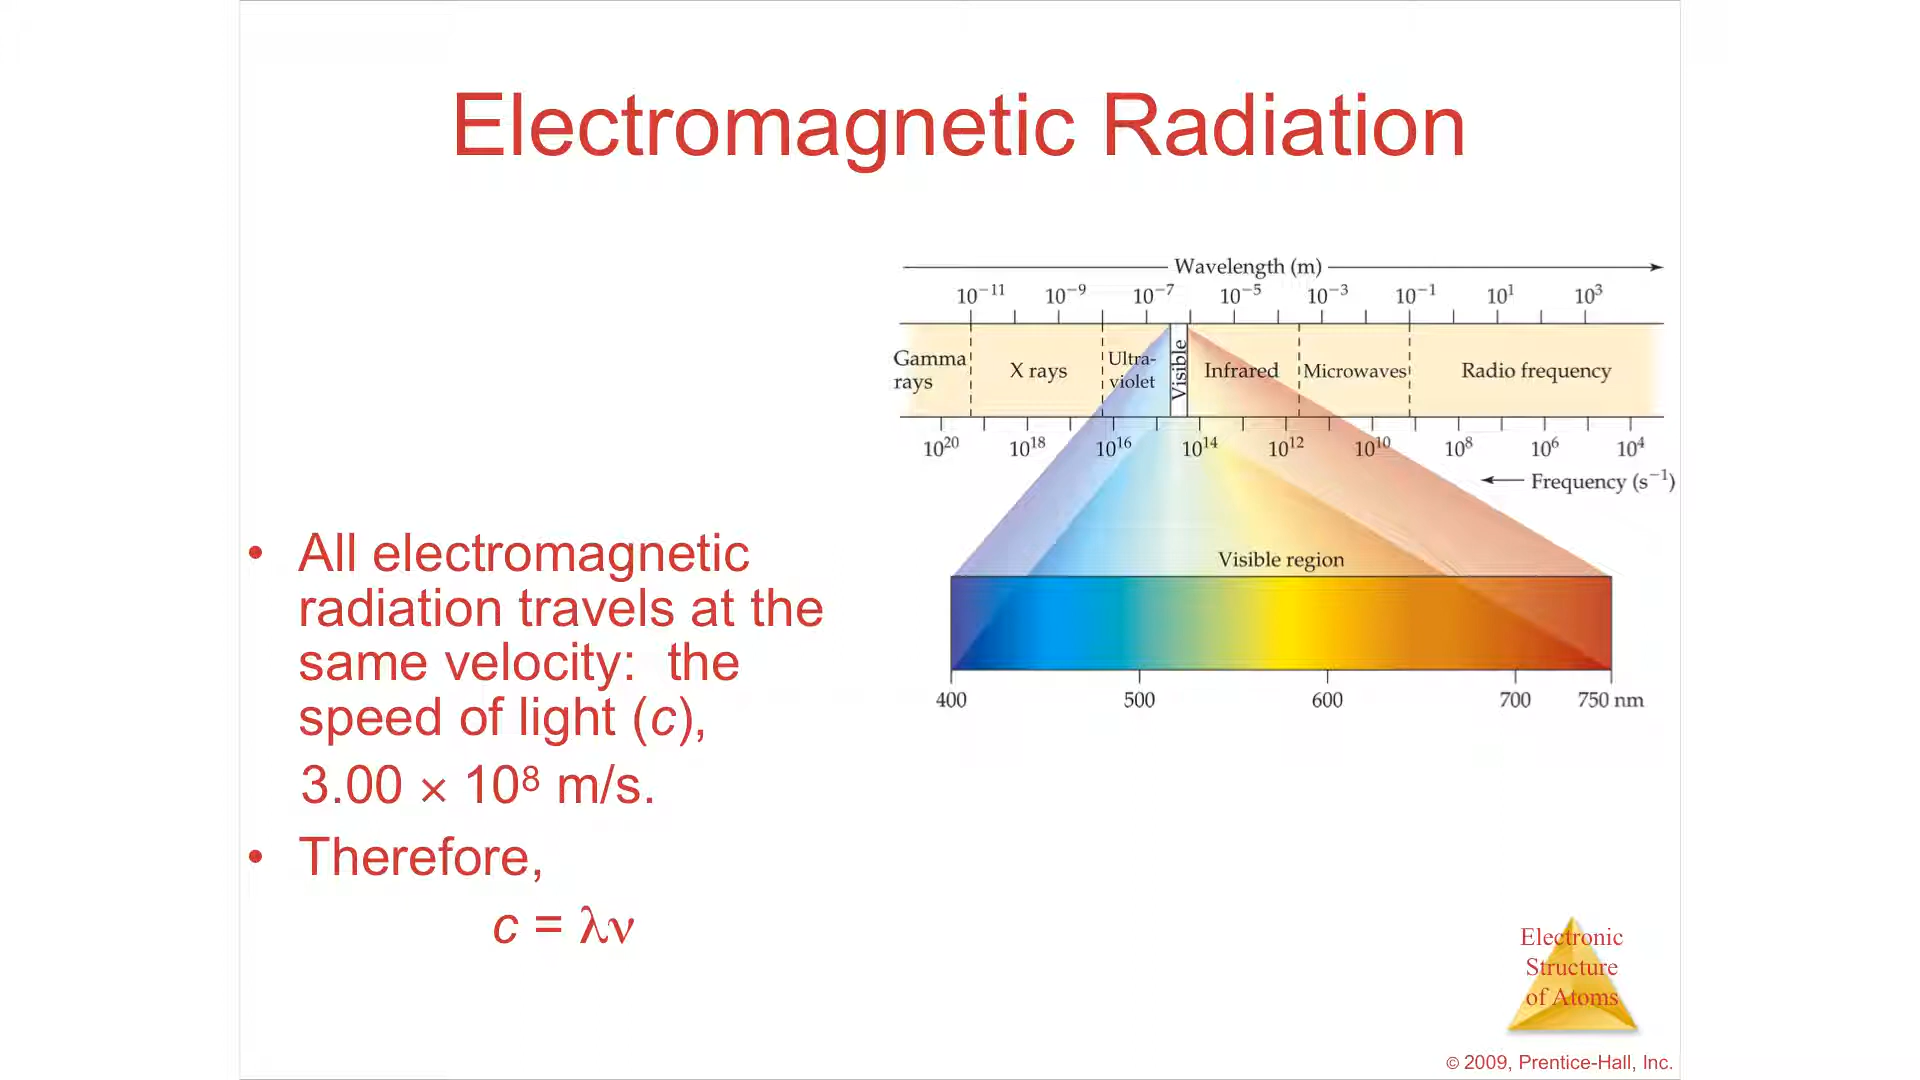 Electromagnetic Radiation
Wavelength (m)
10⁻¹¹ 10⁻⁹ 10⁻⁷ 10⁻⁵ 10⁻³ 10⁻¹ 10¹ 10³
Gamma rays X rays Ultra-violet Visible Infrared Microwaves Radio frequency
10²⁰ 10¹⁸ 10¹⁶ 10¹⁴ 10¹² 10¹⁰ 10⁸ 10⁶ 10⁴
Frequency (s⁻¹)
Visible region
400 500 600 700 750 nm
• All electromagnetic
radiation travels at the
same velocity: the
speed of light (c),
3.00 × 10⁸ m/s.
• Therefore,
c = λν
Electronic
Structure
of Atoms
© 2009, Prentice-Hall, Inc.